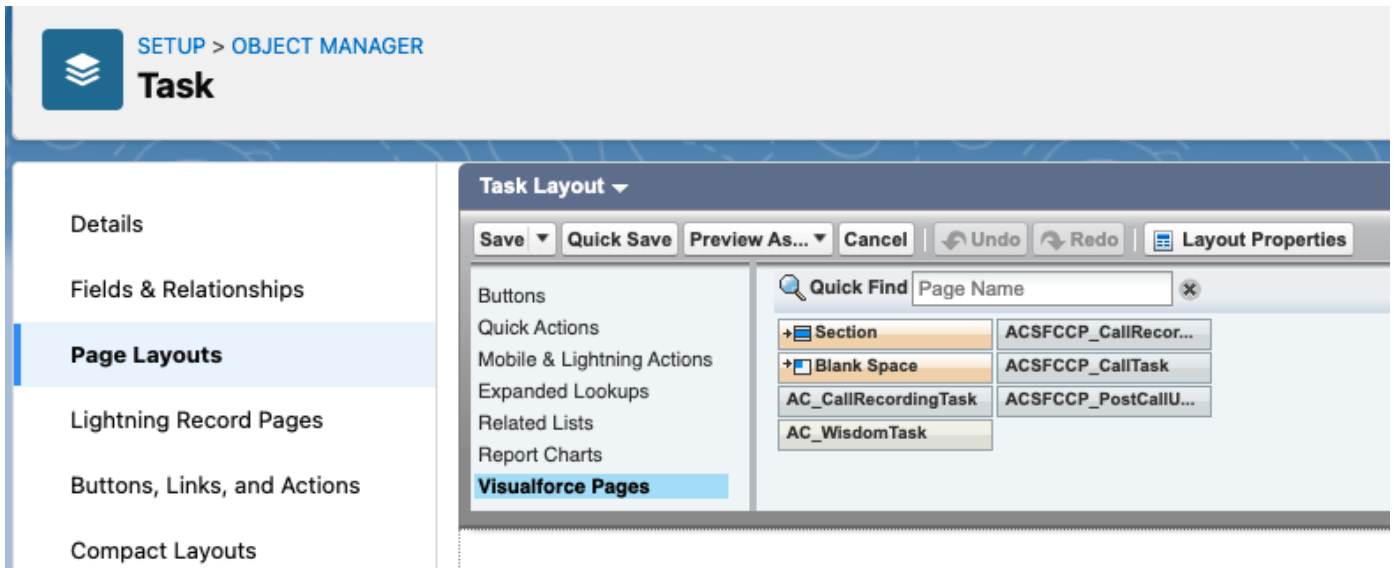 SETUP > OBJECT MANAGER
Task
Details
Fields & Relationships
Page Layouts
Lightning Record Pages
Buttons, Links, and Actions
Compact Layouts
Task Layout
Save Quick Save Preview As... Cancel Undo Redo Layout Properties
Buttons
Quick Actions
Mobile & Lightning Actions
Expanded Lookups
Related Lists
Report Charts
Visualforce Pages
Quick Find Page Name
Section ACSFCCP_CallRecor...
Blank Space ACSFCCP_CallTask
AC_CallRecordingTask ACSFCCP_PostCallU...
AC_WisdomTask